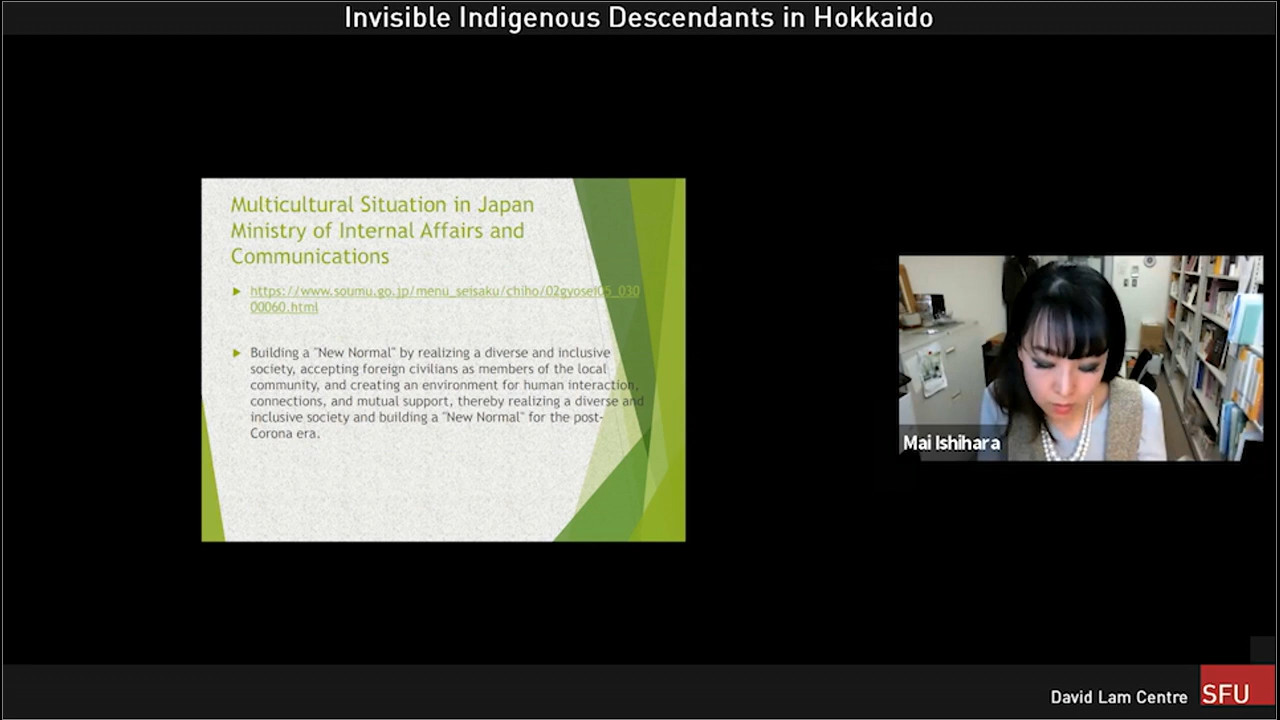 Invisible Indigenous Descendants in Hokkaido
Multicultural Situation in Japan
Ministry of Internal Affairs and
Communications
https://www.soumu.go.jp/menu_seisaku/chiho/02gyosei05_030
00060.html
Building a "New Normal" by realizing a diverse and inclusive
society, accepting foreign civilians as members of the local
community, and creating an environment for human interaction,
connections, and mutual support, thereby realizing a diverse and
inclusive society and building a "New Normal" for the post-
Corona era.
Mai Ishihara
David Lam Centre
SFU